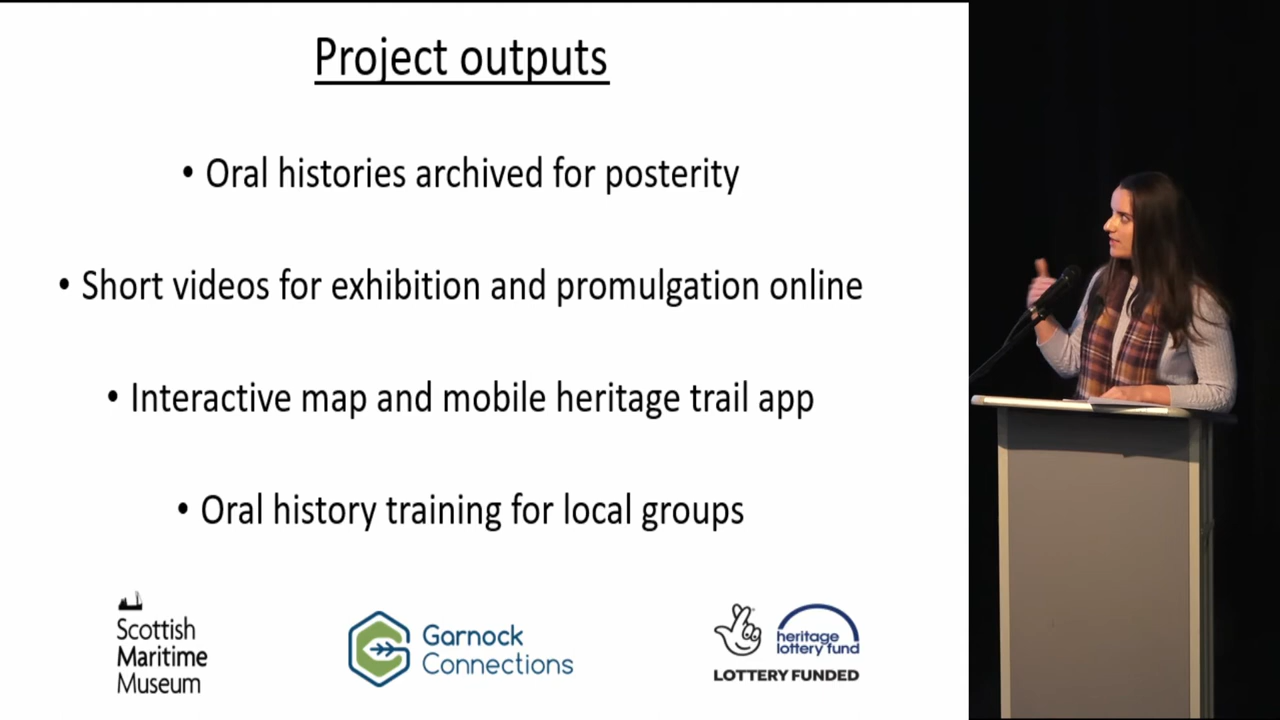 Project outputs
• Oral histories archived for posterity
• Short videos for exhibition and promulgation online
• Interactive map and mobile heritage trail app
• Oral history training for local groups
Scottish
Maritime
Museum
Garnock
Connections
heritage
lottery fund
LOTTERY FUNDED